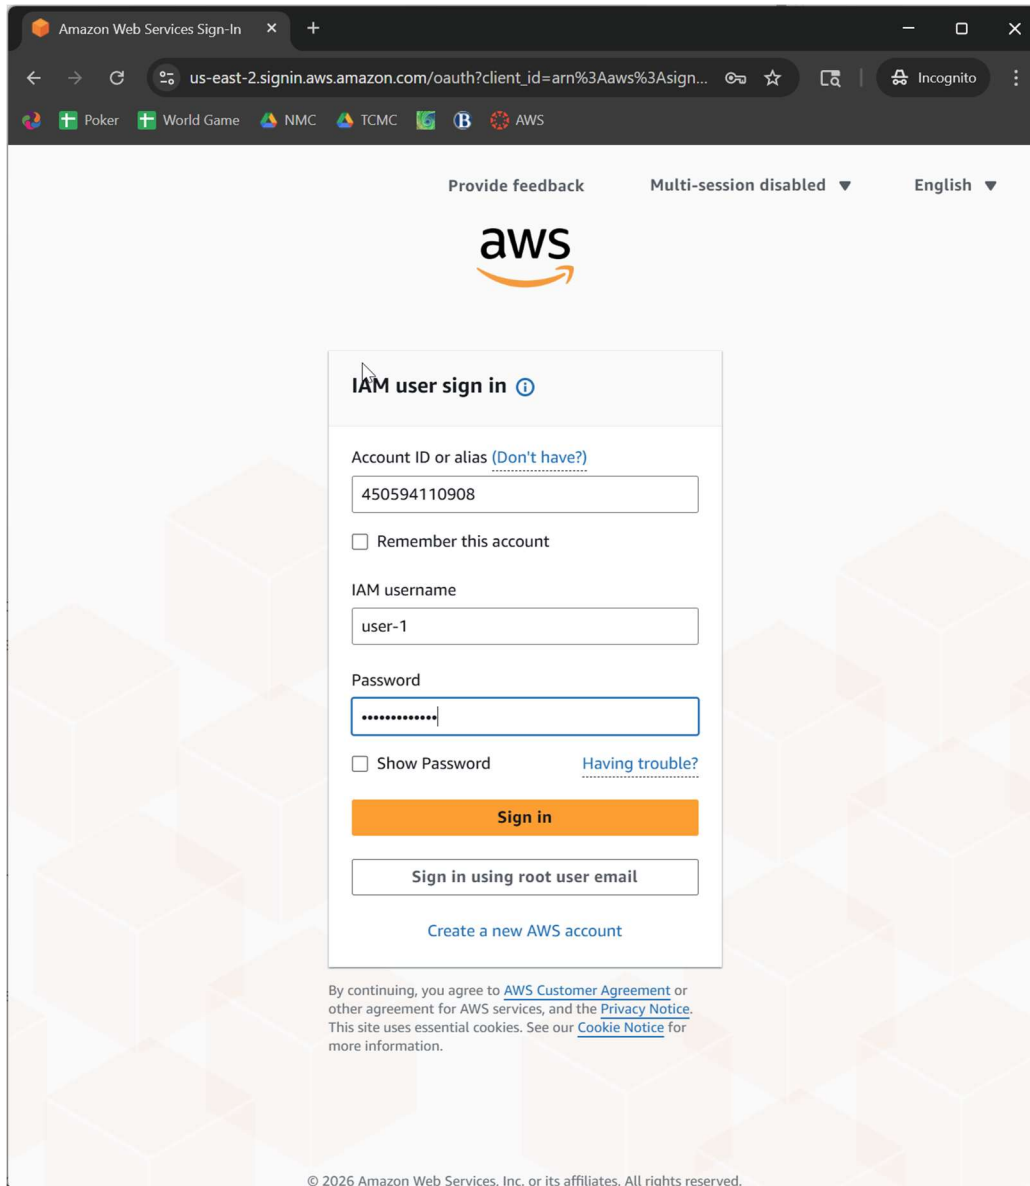 Amazon Web Services Sign-In
us-east-2.signin.aws.amazon.com/oauth?client_id=arn%3Aaws%3Asign... Incognito
Poker World Game NMC TCMC B AWS
Provide feedback Multi-session disabled English
aws
IAM user sign in
Account ID or alias (Don't have?)
450594110908
Remember this account
IAM username
user-1
Password
•••••••••••••
Show Password Having trouble?
Sign in
Sign in using root user email
Create a new AWS account
By continuing, you agree to AWS Customer Agreement or
other agreement for AWS services, and the Privacy Notice.
This site uses essential cookies. See our Cookie Notice for
more information.
© 2026 Amazon Web Services, Inc. or its affiliates. All rights reserved.